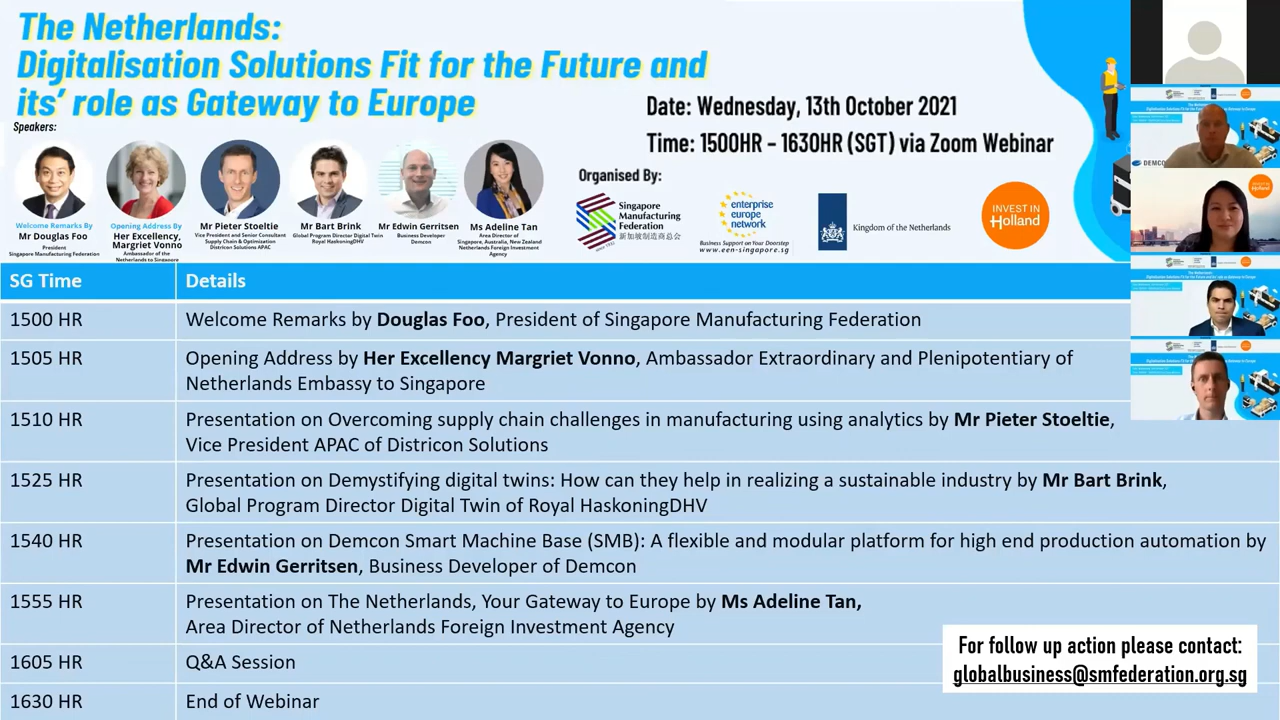 The Netherlands:
Digitalisation Solutions Fit for the Future and
its’ role as Gateway to Europe
Date: Wednesday, 13th October 2021
Time: 1500HR – 1630HR (SGT) via Zoom Webinar
Speakers:
Welcome Remarks By
Mr Douglas Foo
President
Singapore Manufacturing Federation
Opening Address By
Her Excellency,
Margriet Vonno
Ambassador of the
Netherlands to Singapore
Mr Pieter Stoeltie
Vice President and Senior Consultant
Supply Chain & Optimization
Districon Solutions APAC
Mr Bart Brink
Global Program Director Digital Twin
Royal HaskoningDHV
Mr Edwin Gerritsen
Business Developer
Demcon
Ms Adeline Tan
Area Director of
Singapore, Australia, New Zealand
Netherlands Foreign Investment
Agency
Organised By:
Singapore
Manufacturing
Federation
新加坡制造商总会
enterprise
europe
network
Business Support on Your Doorstep
www.een-singapore.sg
Kingdom of the Netherlands
INVEST IN
Holland
SG Time Details
1500 HR Welcome Remarks by Douglas Foo, President of Singapore Manufacturing Federation
1505 HR Opening Address by Her Excellency Margriet Vonno, Ambassador Extraordinary and Plenipotentiary of
Netherlands Embassy to Singapore
1510 HR Presentation on Overcoming supply chain challenges in manufacturing using analytics by Mr Pieter Stoeltie,
Vice President APAC of Districon Solutions
1525 HR Presentation on Demystifying digital twins: How can they help in realizing a sustainable industry by Mr Bart Brink,
Global Program Director Digital Twin of Royal HaskoningDHV
1540 HR Presentation on Demcon Smart Machine Base (SMB): A flexible and modular platform for high end production automation by
Mr Edwin Gerritsen, Business Developer of Demcon
1555 HR Presentation on The Netherlands, Your Gateway to Europe by Ms Adeline Tan,
Area Director of Netherlands Foreign Investment Agency
1605 HR Q&A Session
1630 HR End of Webinar
For follow up action please contact:
globalbusiness@smfederation.org.sg